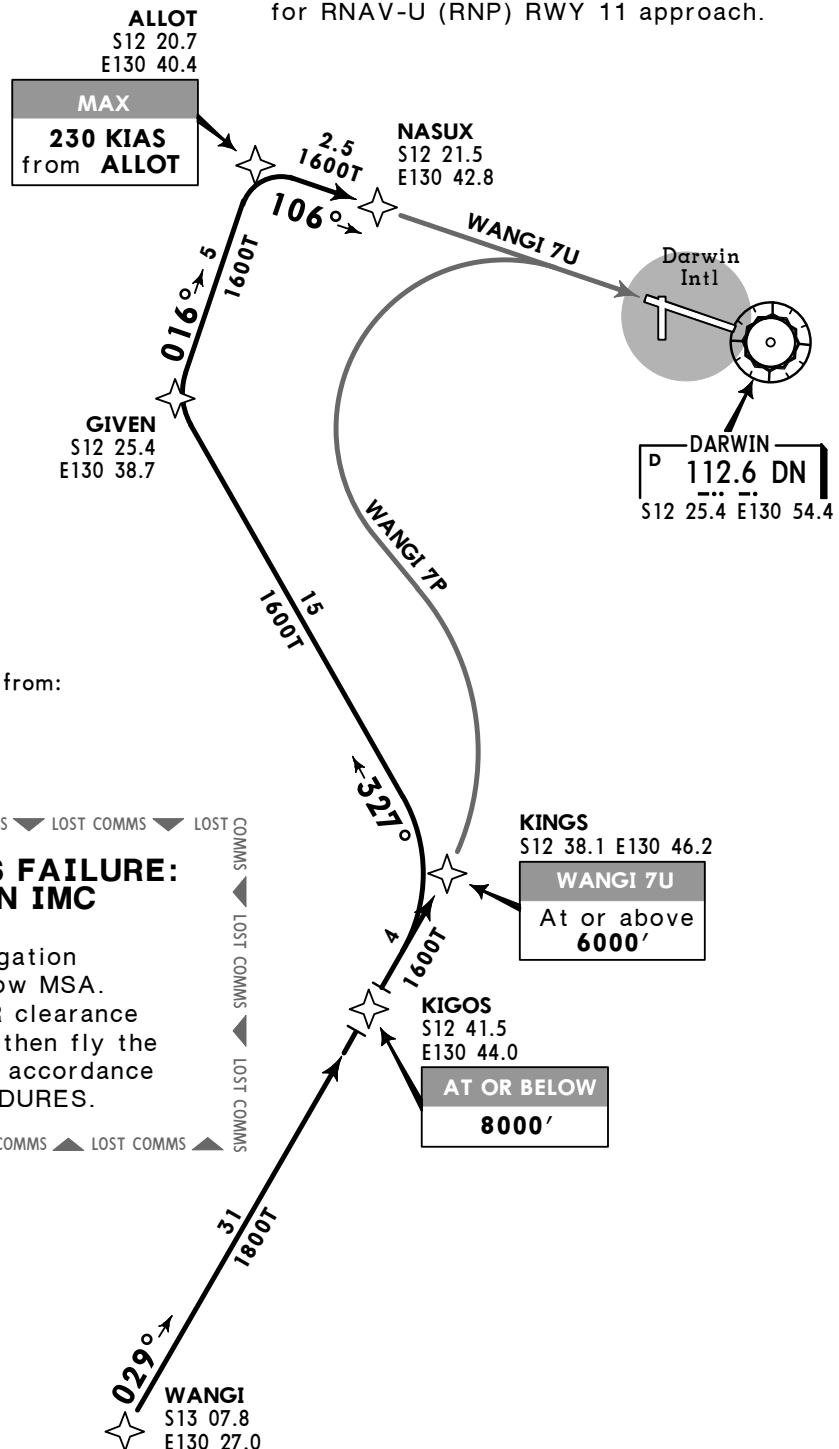 for RNAV-U (RNP) RWY 11 approach.
ALLOT
S12 20.7
E130 40.4
MAX
230 KIAS
from ALLOT
2.5
1600T
106°
NASUX
S12 21.5
E130 42.8
WANGI 7U
Darwin
Intl
DARWIN
D 112.6 DN
S12 25.4 E130 54.4
016°
5
1600T
GIVEN
S12 25.4
E130 38.7
WANGI 7P
15
1600T
from:
327°
KINGS
S12 38.1 E130 46.2
WANGI 7U
At or above
6000′
4
1600T
KIGOS
S12 41.5
E130 44.0
AT OR BELOW
8000′
S LOST COMMS LOST COMMS LOST COMMS LOST COMMS
S FAILURE:
N IMC
gation
ow MSA.
R clearance
then fly the
accordance
DURES.
COMMS LOST COMMS
31
1800T
029°
WANGI
S13 07.8
E130 27.0